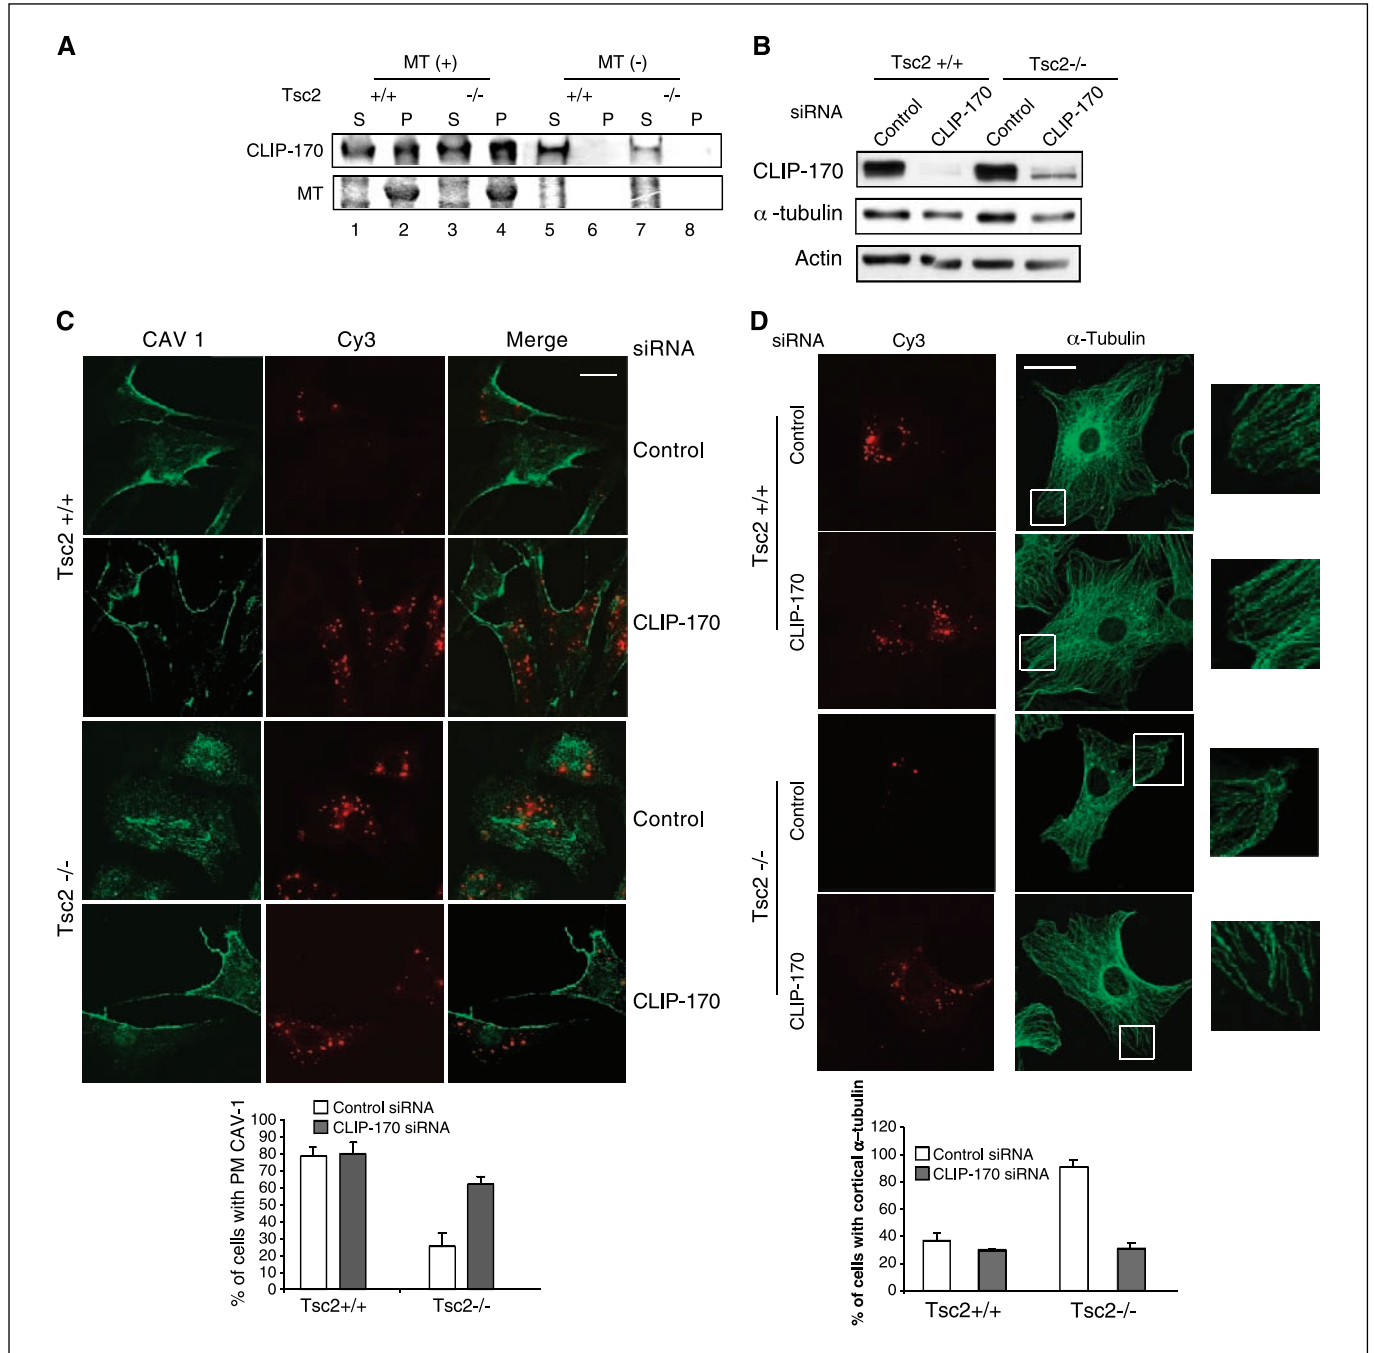 A
MT (+) MT (-)
Tsc2 +/+ -/- +/+ -/-
S P S P S P S P
CLIP-170
MT
1 2 3 4 5 6 7 8
B
Tsc2 +/+ Tsc2-/-
siRNA Control CLIP-170 Control CLIP-170
CLIP-170
α-tubulin
Actin
C
CAV 1 Cy3 Merge siRNA
Tsc2 +/+
Control
CLIP-170
Tsc2 -/-
Control
CLIP-170
% of cells with PM CAV-1
Control siRNA
CLIP-170 siRNA
100
90
80
70
60
50
40
30
20
10
0
Tsc2+/+ Tsc2-/-
D
siRNA Cy3 α-Tubulin
Tsc2 +/+
Control
CLIP-170
Tsc2 -/-
Control
CLIP-170
% of cells with cortical α-tubulin
Control siRNA
CLIP-170 siRNA
120
100
80
60
40
20
0
Tsc2+/+ Tsc2-/-